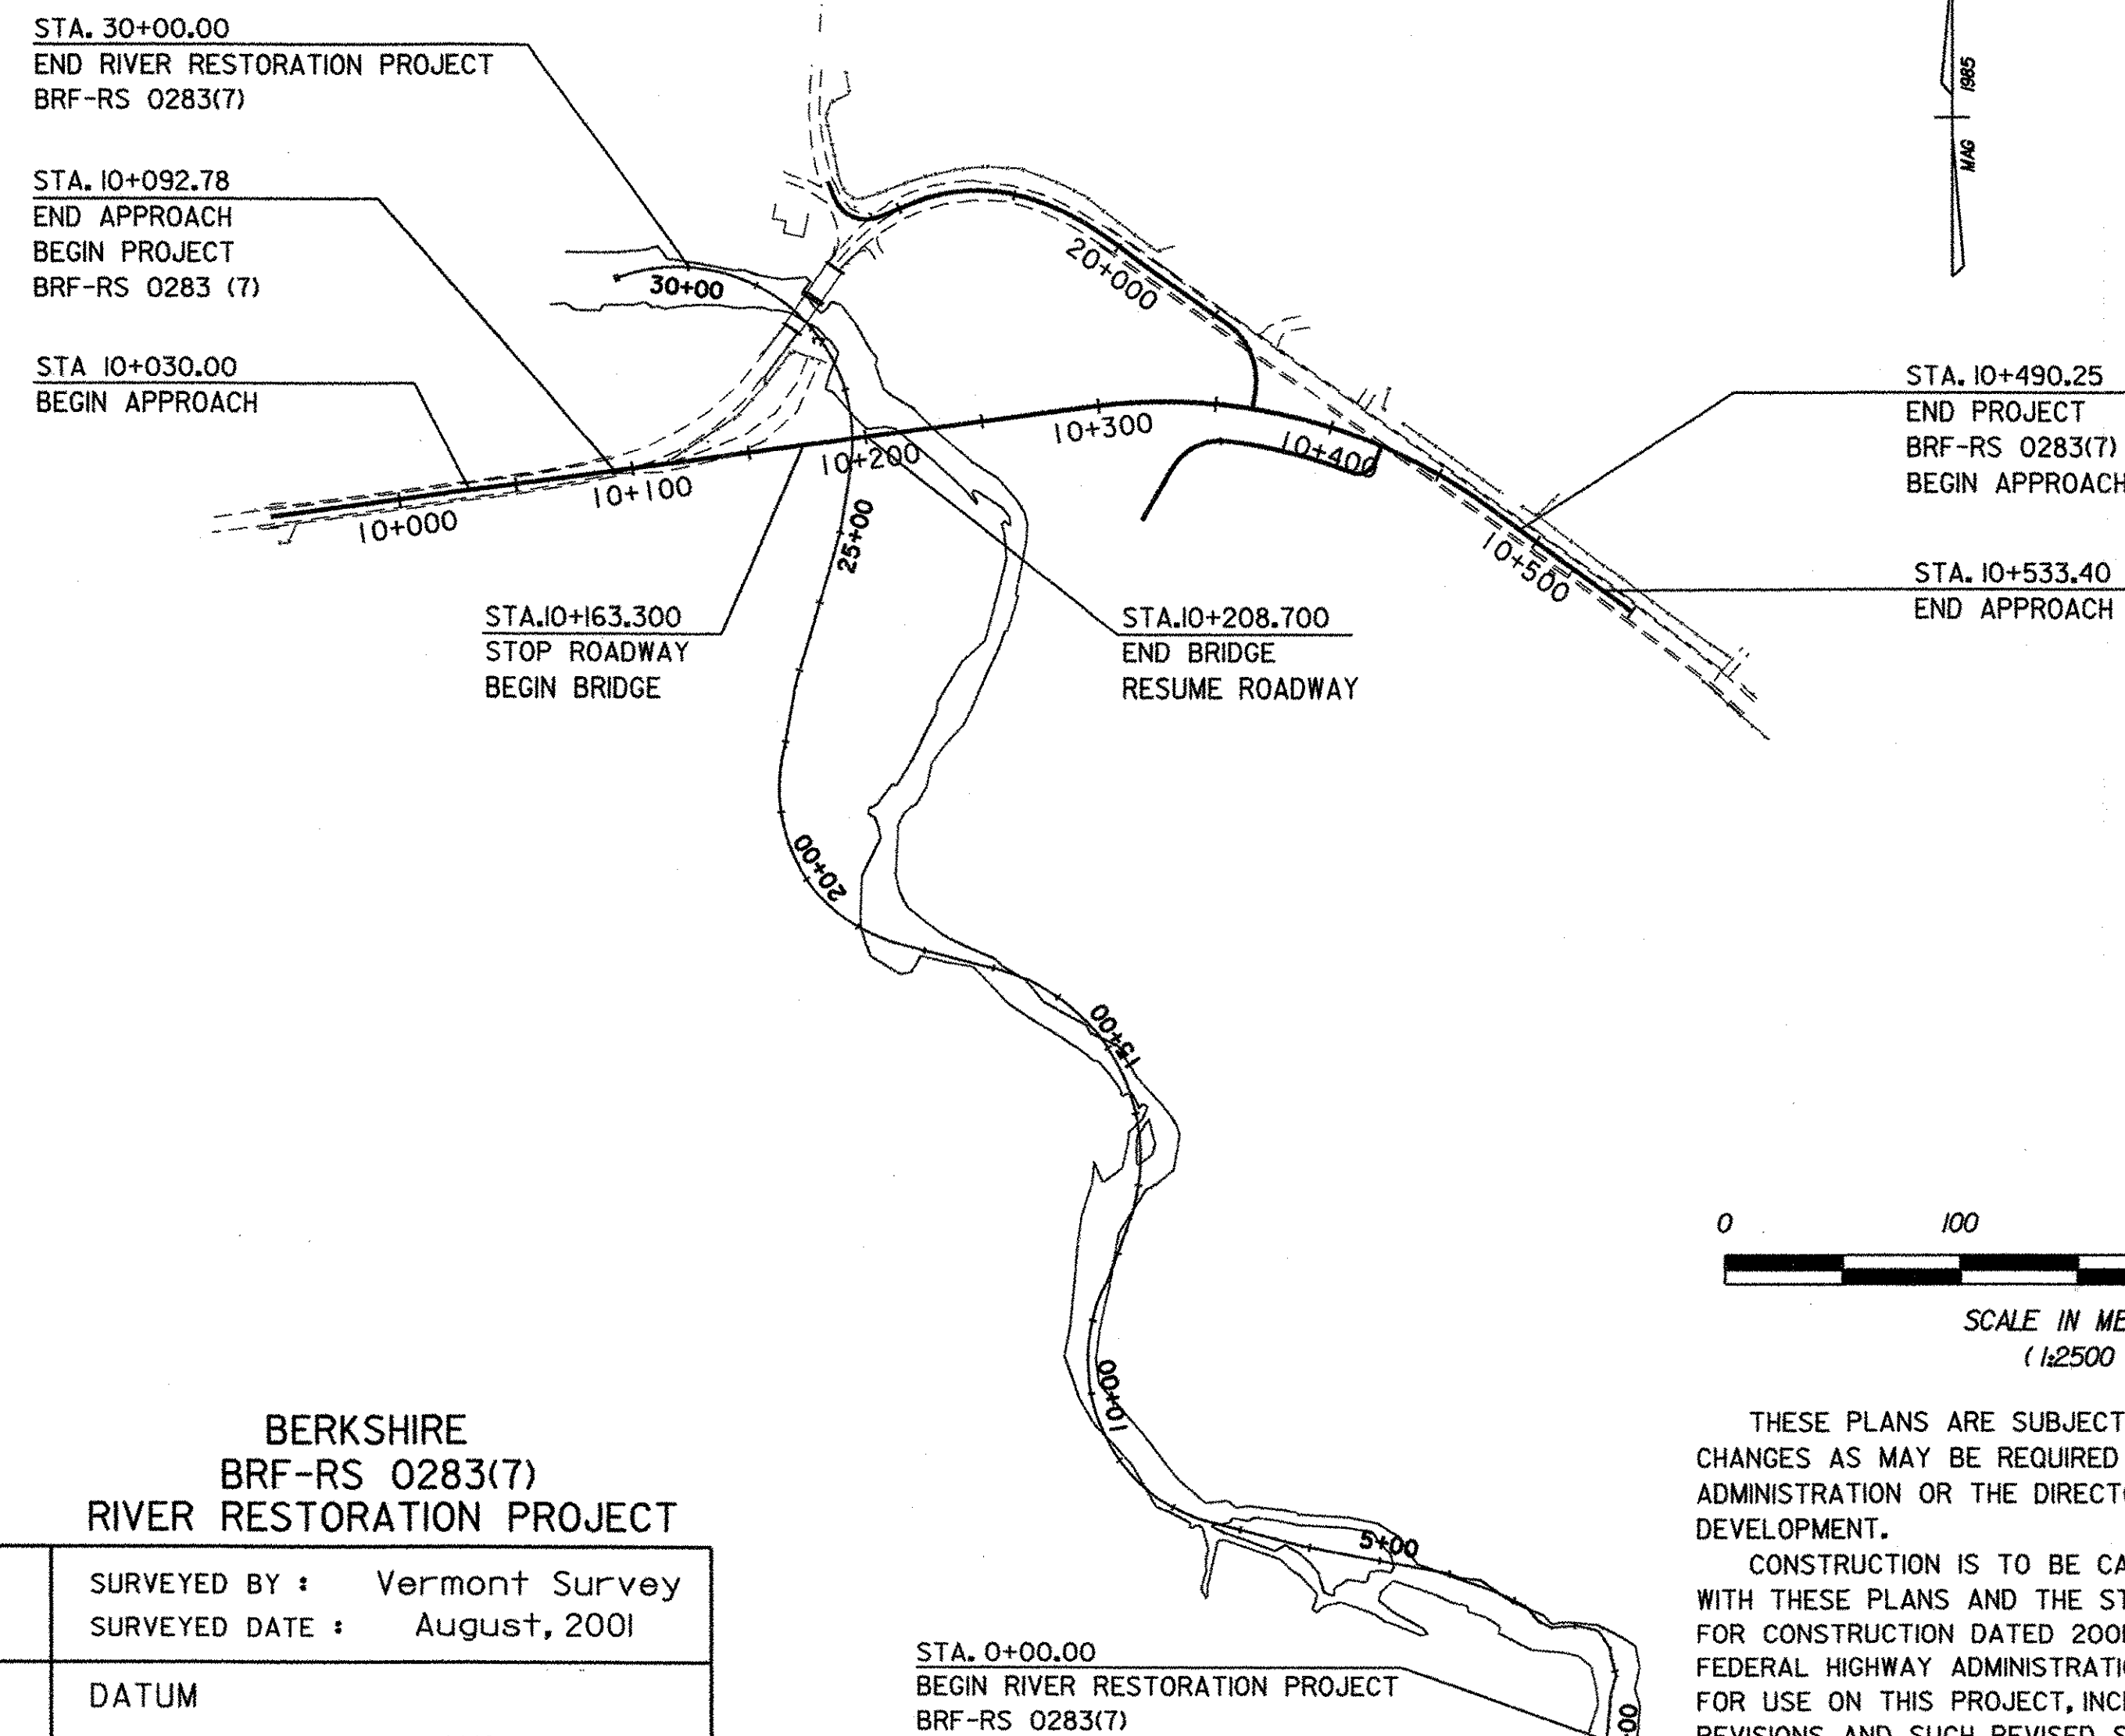 STA. 30+00.00
END RIVER RESTORATION PROJECT
BRF-RS 0283(7)
STA. 10+092.78
END APPROACH
BEGIN PROJECT
BRF-RS 0283 (7)
STA 10+030.00
BEGIN APPROACH
1985
MAG
30+00
20+000
10+000
10+100
10+200
10+300
10+400
10+500
STA. 10+490.25
END PROJECT
BRF-RS 0283(7)
BEGIN APPROACH
STA. 10+533.40
END APPROACH
STA.10+163.300
STOP ROADWAY
BEGIN BRIDGE
STA.10+208.700
END BRIDGE
RESUME ROADWAY
25+00
20+00
15+00
10+00
5+00
0 100
SCALE IN
(1:2500
BERKSHIRE
BRF-RS 0283(7)
RIVER RESTORATION PROJECT
SURVEYED BY : Vermont Survey
SURVEYED DATE : August, 2001
DATUM
STA. 0+00.00
BEGIN RIVER RESTORATION PROJECT
BRF-RS 0283(7)
THESE PLANS ARE SUBJECT
CHANGES AS MAY BE REQUIRED
ADMINISTRATION OR THE
DEVELOPMENT.
CONSTRUCTION IS TO BE
WITH THESE PLANS AND THE
FOR CONSTRUCTION DATED
FEDERAL HIGHWAY
FOR USE ON THIS PROJECT,
REVISIONS AND SUCH REVISED